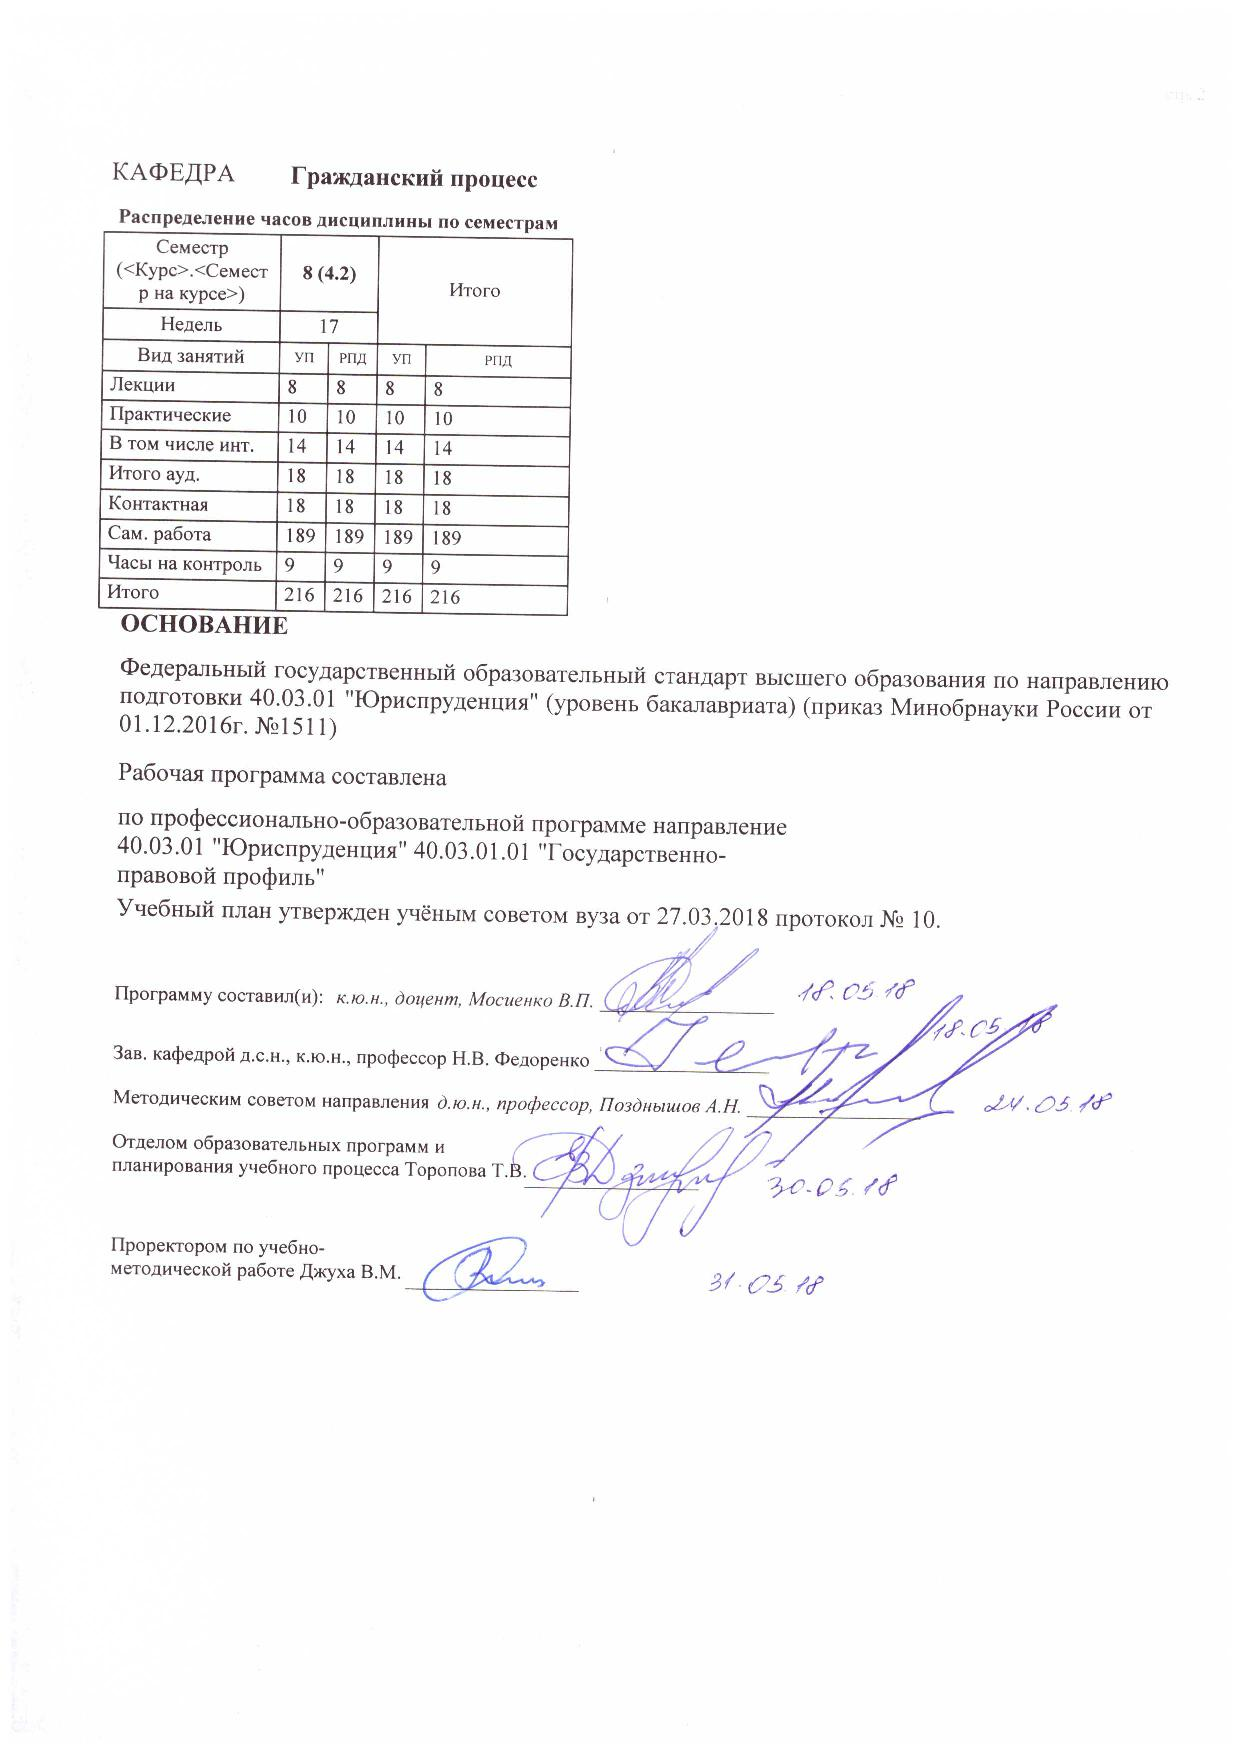 стр. 2
КАФЕДРА Гражданский процесс
Распределение часов дисциплины по семестрам
Семестр (<Курс>.<Семестр на курсе>) 8 (4.2) Итого
Недель 17
Вид занятий УП РПД УП РПД
Лекции 8 8 8 8
Практические 10 10 10 10
В том числе инт. 14 14 14 14
Итого ауд. 18 18 18 18
Контактная 18 18 18 18
Сам. работа 189 189 189 189
Часы на контроль 9 9 9 9
Итого 216 216 216 216
ОСНОВАНИЕ
Федеральный государственный образовательный стандарт высшего образования по направлению
подготовки 40.03.01 "Юриспруденция" (уровень бакалавриата) (приказ Минобрнауки России от
01.12.2016г. №1511)
Рабочая программа составлена
по профессионально-образовательной программе направление
40.03.01 "Юриспруденция" 40.03.01.01 "Государственно-
правовой профиль"
Учебный план утвержден учёным советом вуза от 27.03.2018 протокол № 10.
Программу составил(и): к.ю.н., доцент, Мосиенко В.П. 18.05.18
18.05.18
Зав. кафедрой д.с.н., к.ю.н., профессор Н.В. Федоренко
Методическим советом направления д.ю.н., профессор, Позднышов А.Н. 24.05.18
Отделом образовательных программ и
планирования учебного процесса Торопова Т.В. 30.05.18
Проректором по учебно-
методической работе Джуха В.М. 31.05.18